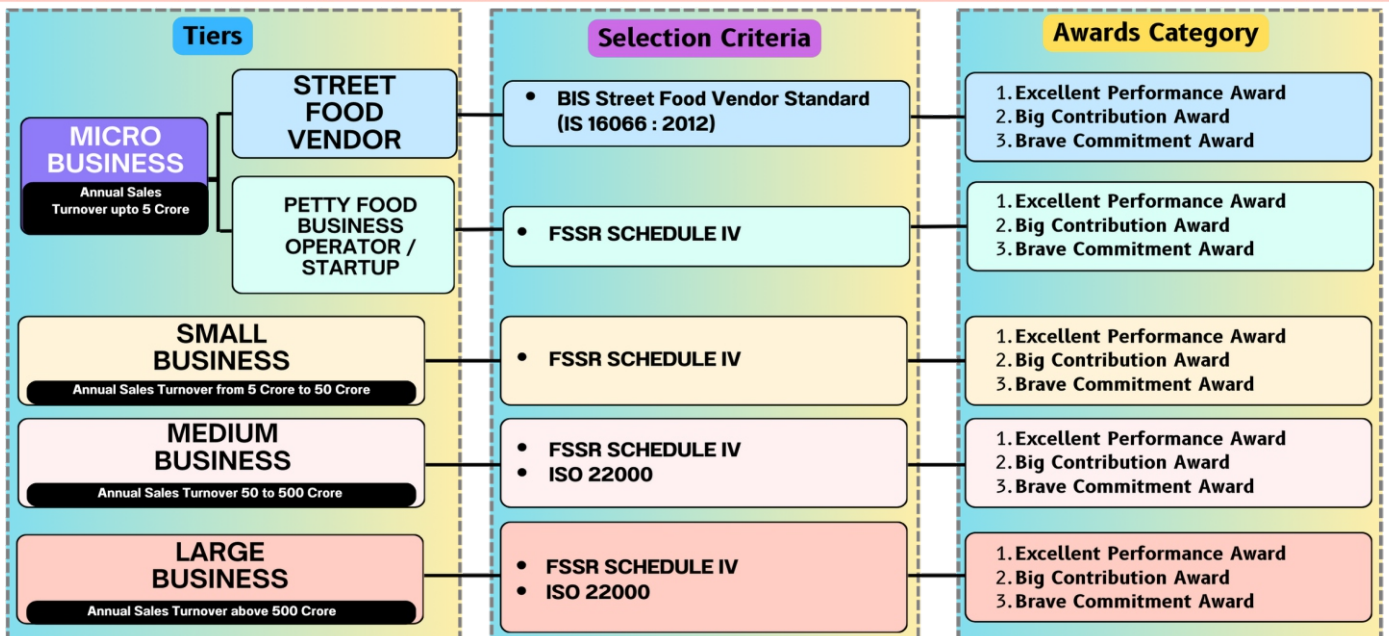 Tiers
Selection Criteria
Awards Category
MICRO
BUSINESS
Annual Sales
Turnover upto 5 Crore
STREET
FOOD
VENDOR
• BIS Street Food Vendor Standard
(IS 16066 : 2012)
1. Excellent Performance Award
2. Big Contribution Award
3. Brave Commitment Award
PETTY FOOD
BUSINESS
OPERATOR /
STARTUP
• FSSR SCHEDULE IV
1. Excellent Performance Award
2. Big Contribution Award
3. Brave Commitment Award
SMALL
BUSINESS
Annual Sales Turnover from 5 Crore to 50 Crore
• FSSR SCHEDULE IV
1. Excellent Performance Award
2. Big Contribution Award
3. Brave Commitment Award
MEDIUM
BUSINESS
Annual Sales Turnover 50 to 500 Crore
• FSSR SCHEDULE IV
• ISO 22000
1. Excellent Performance Award
2. Big Contribution Award
3. Brave Commitment Award
LARGE
BUSINESS
Annual Sales Turnover above 500 Crore
• FSSR SCHEDULE IV
• ISO 22000
1. Excellent Performance Award
2. Big Contribution Award
3. Brave Commitment Award